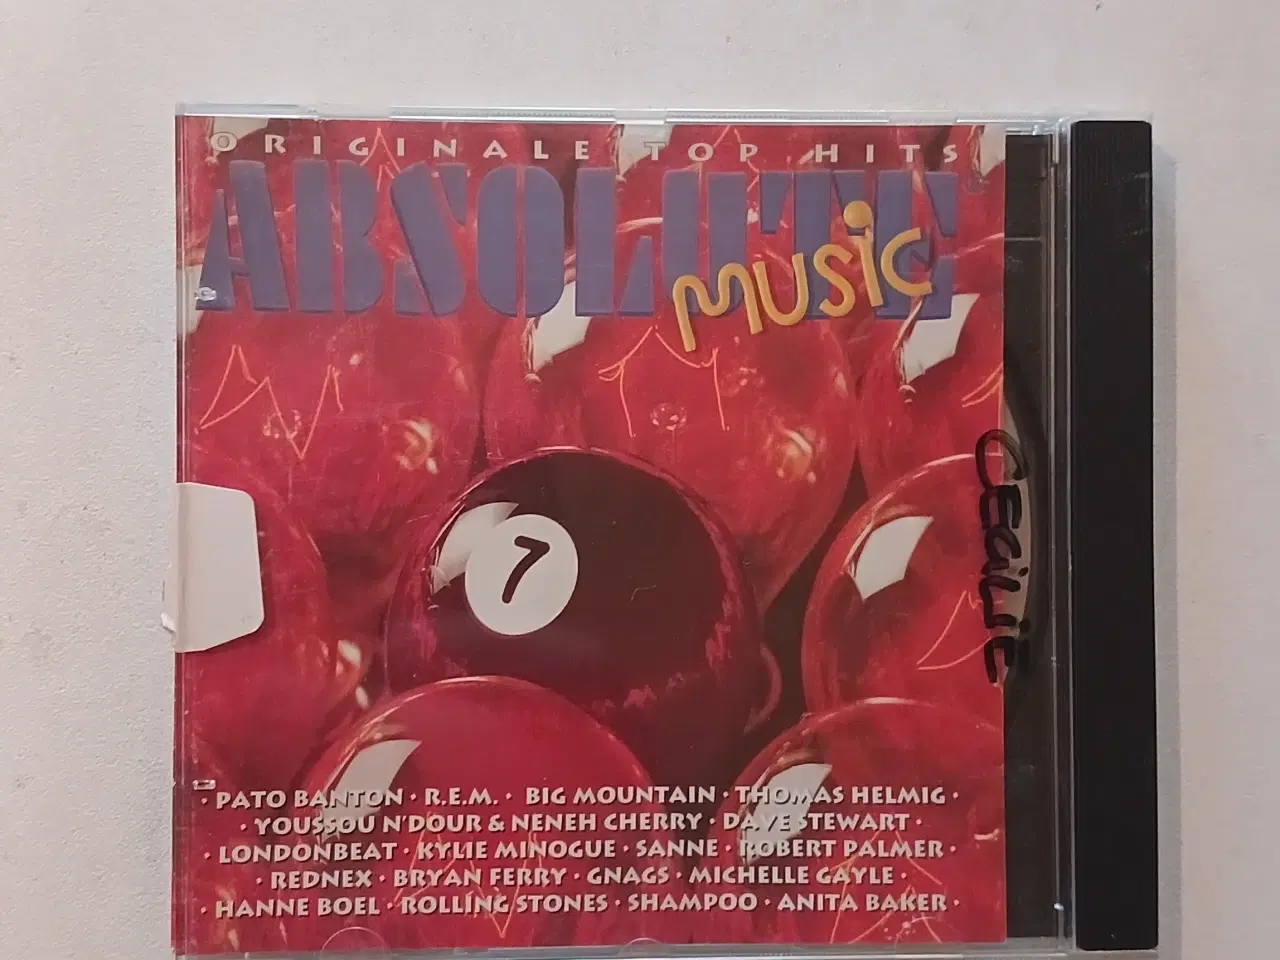 ORIGINALE TOP HITS
ABSOLUTE
MUSIC
7
CECiLiE
· PATO BANTON · R.E.M. · BIG MOUNTAIN · THOMAS HELMIG ·
· YOUSSOU N'DOUR & NENEH CHERRY · DAVE STEWART ·
· LONDONBEAT · KYLIE MINOGUE · SANNE · ROBERT PALMER ·
· REDNEX · BRYAN FERRY · GNAGS · MICHELLE GAYLE ·
· HANNE BOEL · ROLLING STONES · SHAMPOO · ANITA BAKER ·